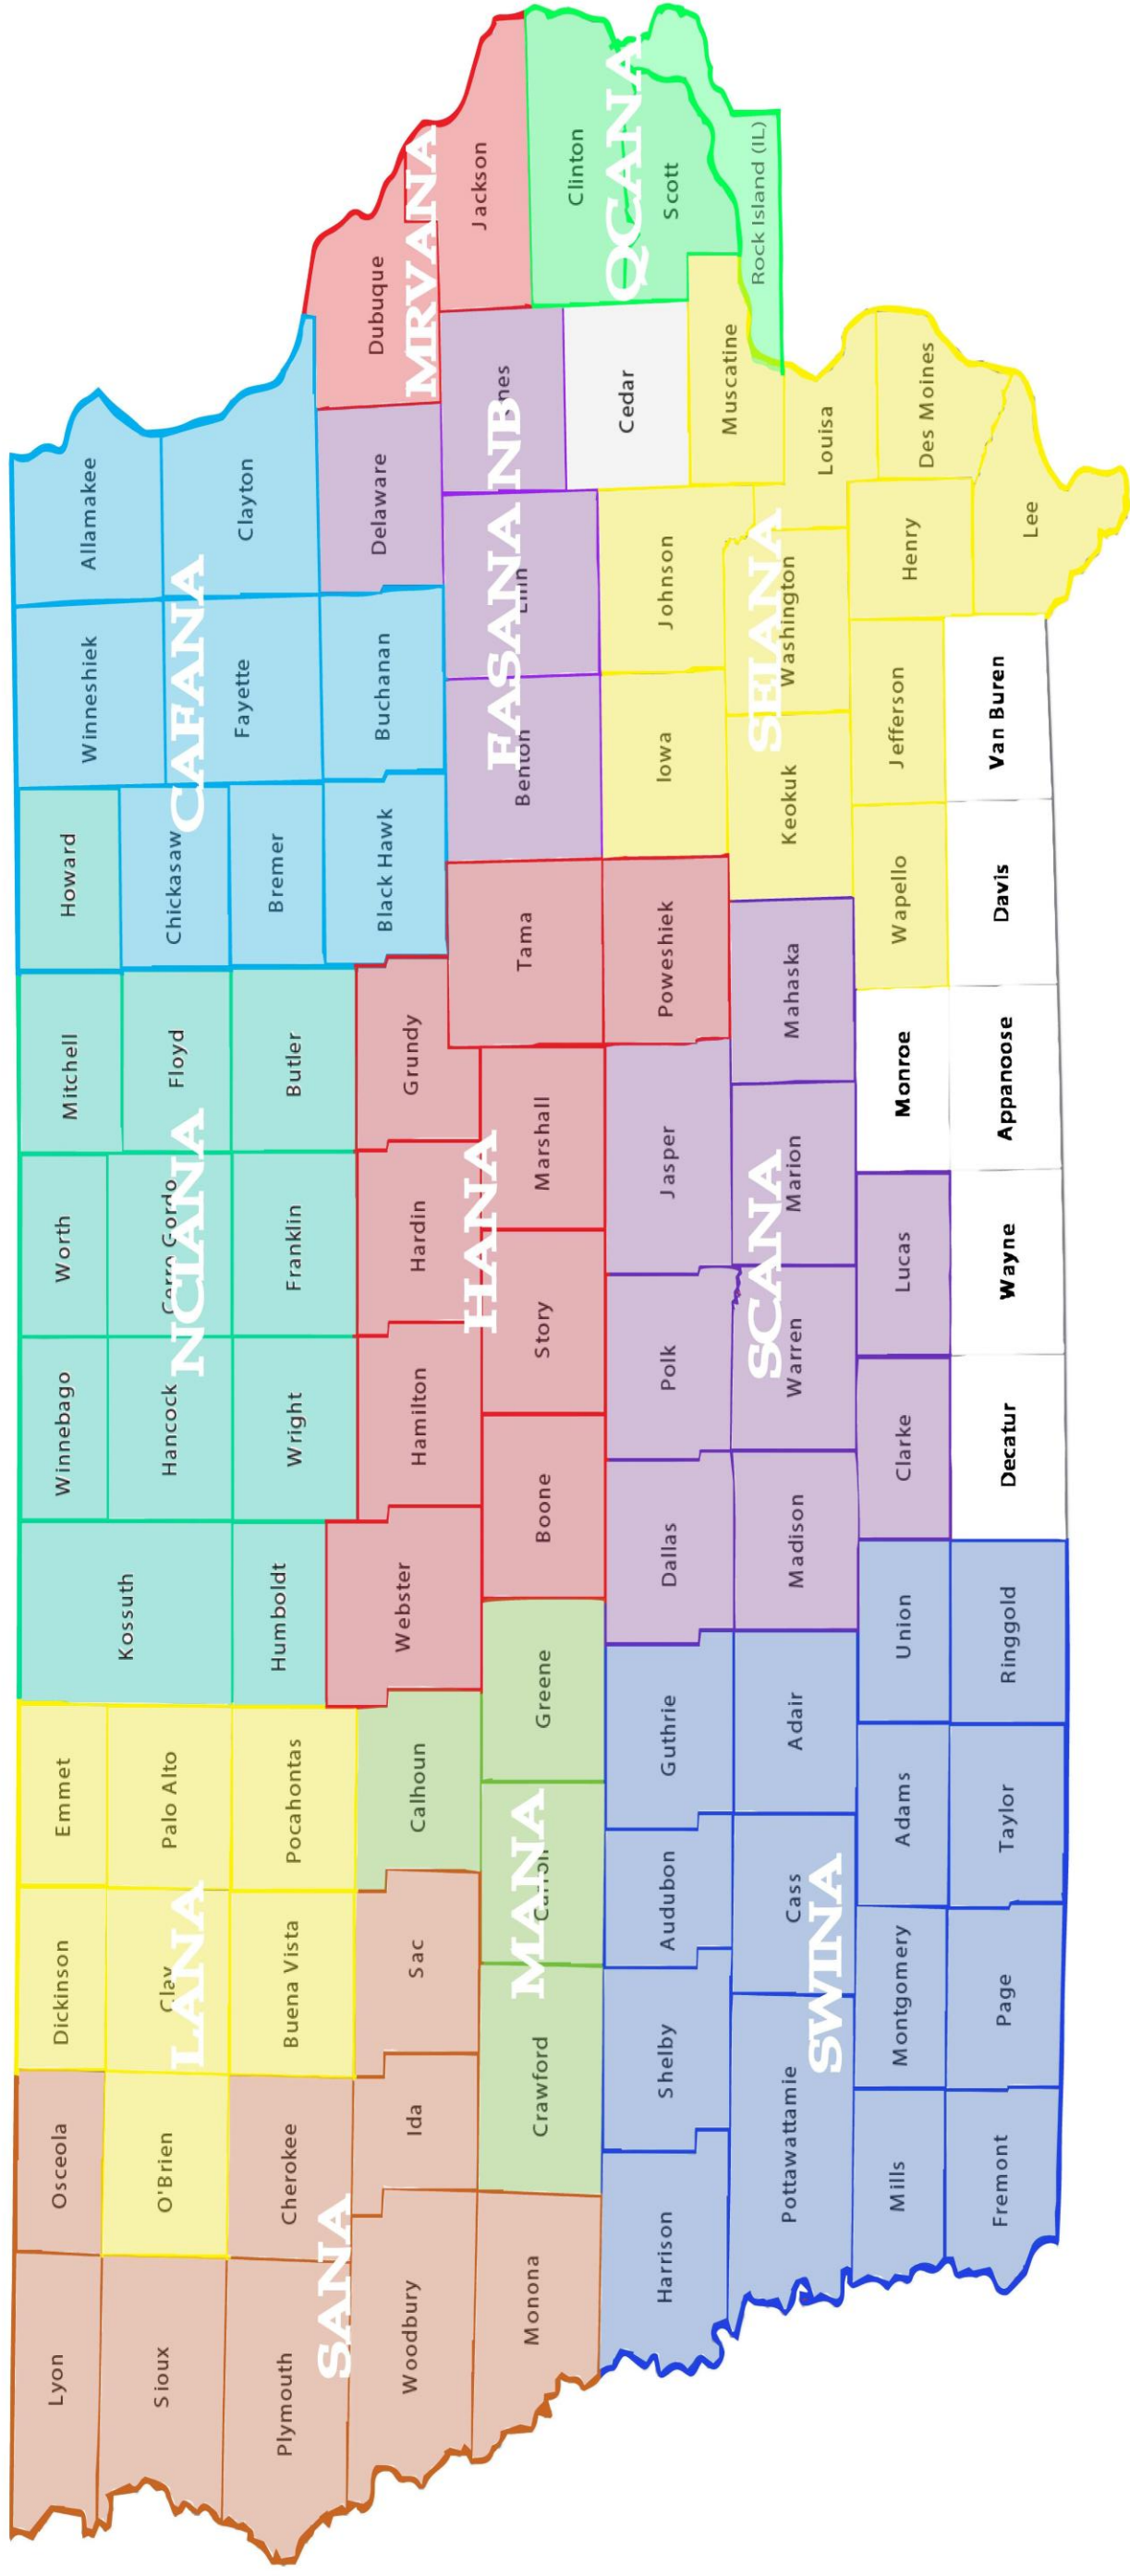 Lyon
Osceola
Dickinson
Emmet
Kossuth
Winnebago
Worth
Mitchell
Howard
Winneshiek
Allamakee
Sioux
O'Brien
Clay
LANA
Palo Alto
Hancock
Cerro Gordo
NCIANA
Floyd
Chickasaw
CAFANA
Fayette
Clayton
Plymouth
Cherokee
Buena Vista
Pocahontas
Humboldt
Wright
Franklin
Butler
Bremer
SANA
Woodbury
Ida
Sac
Calhoun
Webster
Hamilton
Hardin
Grundy
Black Hawk
Buchanan
Delaware
Dubuque
MRVANA
HANA
Monona
Crawford
MANA
Greene
Boone
Story
Marshall
Tama
Benton
EASANA
Linn
INB
Jackson
Harrison
Shelby
Audubon
Guthrie
Dallas
Polk
Jasper
Poweshiek
Iowa
Johnson
Cedar
Clinton
QCANA
Scott
Muscatine
Rock Island (IL)
Pottawattamie
Cass
SWINA
Adair
Madison
Warren
SCANA
Marion
Mahaska
Keokuk
SEIANA
Washington
Louisa
Mills
Montgomery
Adams
Union
Clarke
Lucas
Monroe
Wapello
Jefferson
Henry
Des Moines
Fremont
Page
Taylor
Ringgold
Decatur
Wayne
Appanoose
Davis
Van Buren
Lee